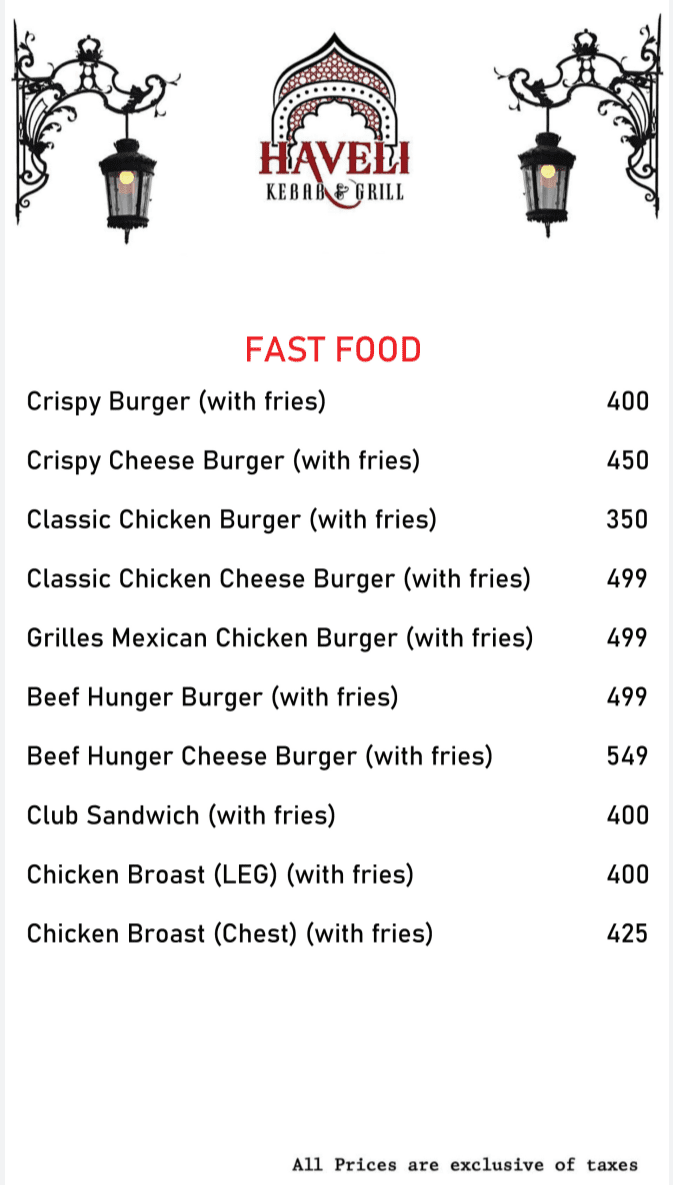 HAVELI
KEBAB & GRILL
FAST FOOD
Crispy Burger (with fries) 400
Crispy Cheese Burger (with fries) 450
Classic Chicken Burger (with fries) 350
Classic Chicken Cheese Burger (with fries) 499
Grilles Mexican Chicken Burger (with fries) 499
Beef Hunger Burger (with fries) 499
Beef Hunger Cheese Burger (with fries) 549
Club Sandwich (with fries) 400
Chicken Broast (LEG) (with fries) 400
Chicken Broast (Chest) (with fries) 425
All Prices are exclusive of taxes